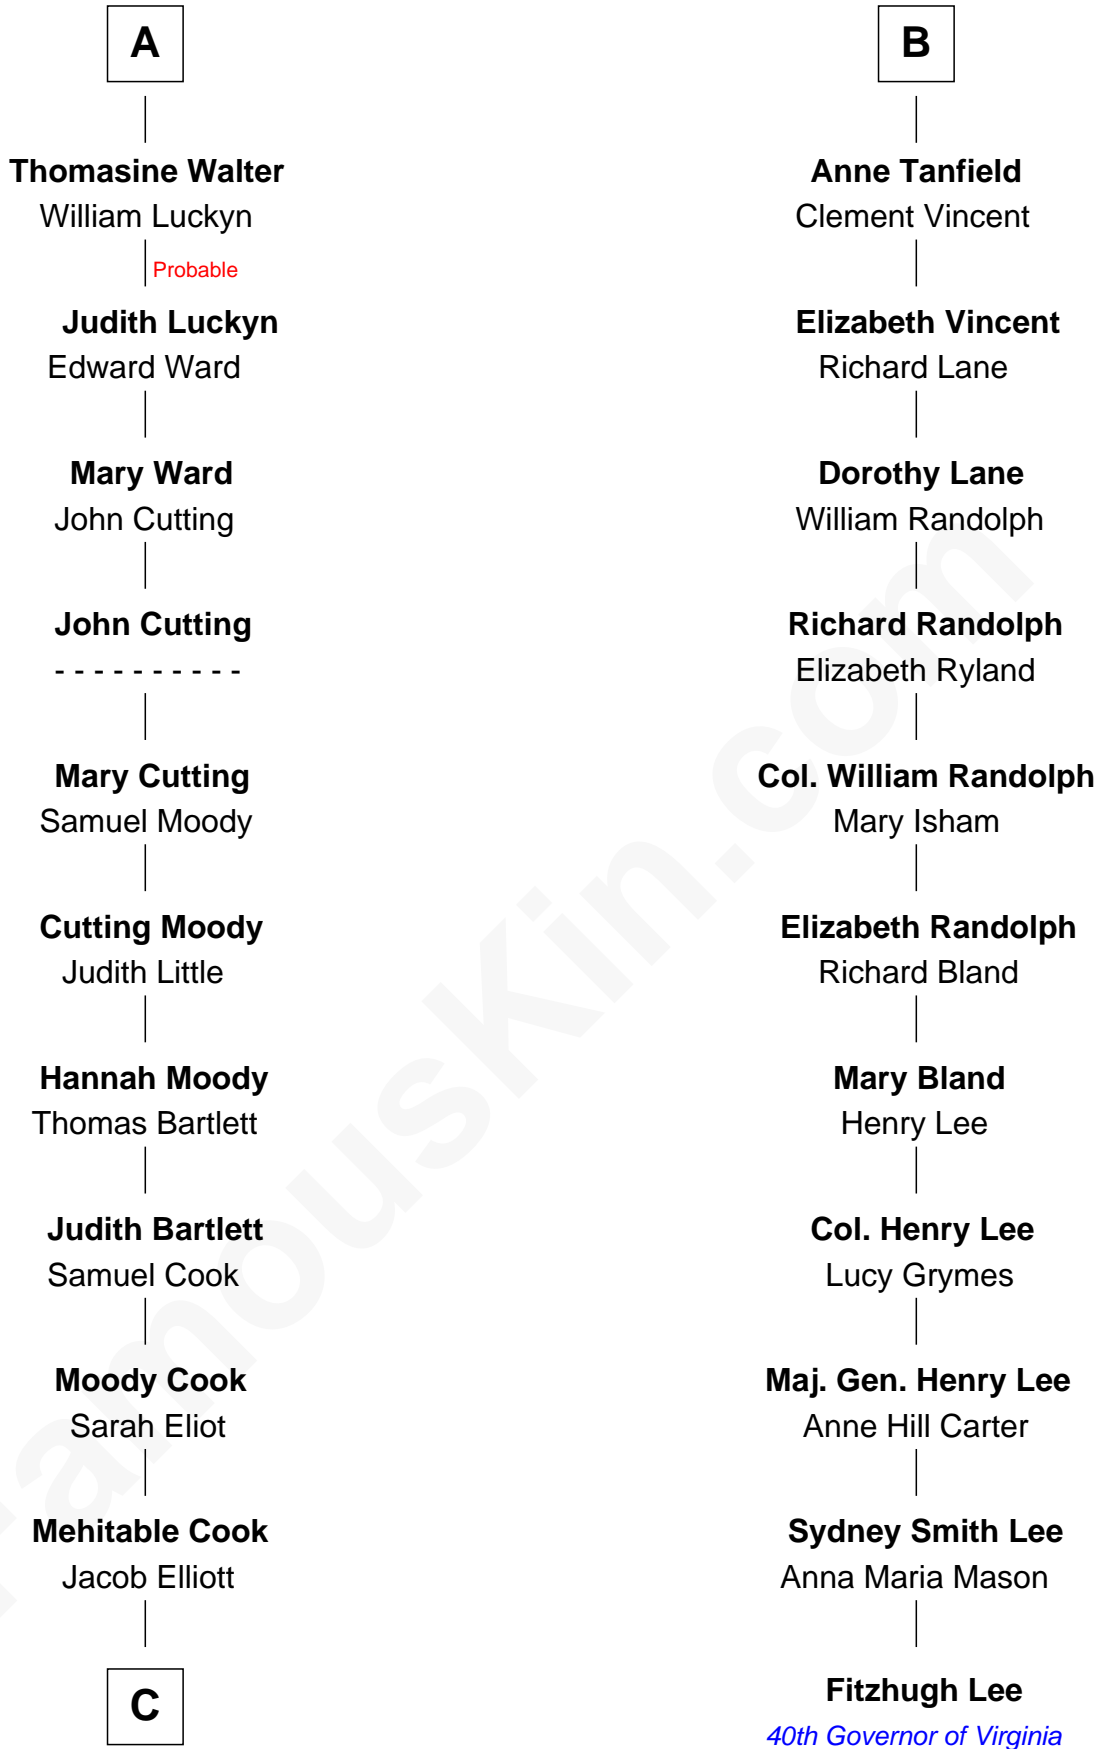 A
Thomasine Walter
William Luckyn
Probable
Judith Luckyn
Edward Ward
Mary Ward
John Cutting
John Cutting
- - - - - - - - - -
Mary Cutting
Samuel Moody
Cutting Moody
Judith Little
Hannah Moody
Thomas Bartlett
Judith Bartlett
Samuel Cook
Moody Cook
Sarah Eliot
Mehitable Cook
Jacob Elliott
C
B
Anne Tanfield
Clement Vincent
Elizabeth Vincent
Richard Lane
Dorothy Lane
William Randolph
Richard Randolph
Elizabeth Ryland
Col. William Randolph
Mary Isham
Elizabeth Randolph
Richard Bland
Mary Bland
Henry Lee
Col. Henry Lee
Lucy Grymes
Maj. Gen. Henry Lee
Anne Hill Carter
Sydney Smith Lee
Anna Maria Mason
Fitzhugh Lee
40th Governor of Virginia
FamousKin.com